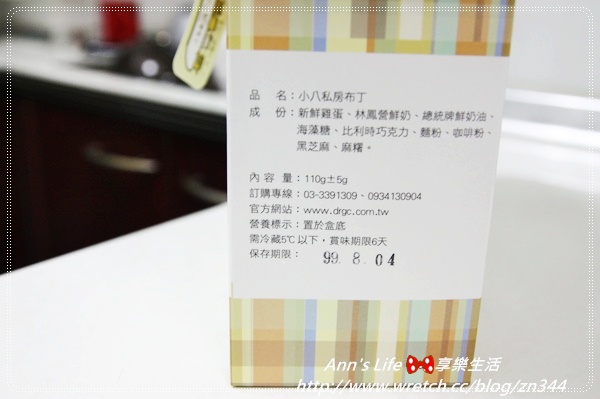 品　名：小八私房布丁
成　份：新鮮雞蛋、林鳳營鮮奶、總統牌鮮奶油、
海藻糖、比利時巧克力、麵粉、咖啡粉、
黑芝麻、麻糬。
內 容 量：110g±5g
訂購專線：03-3391309、0934130904
官方網站：www.drgc.com.tw
營養標示：置於盒底
需冷藏5℃以下，賞味期限6天
保存期限： 99. 8. 04
Ann's Life 享樂生活
http://www.wretch.cc/blog/zn344